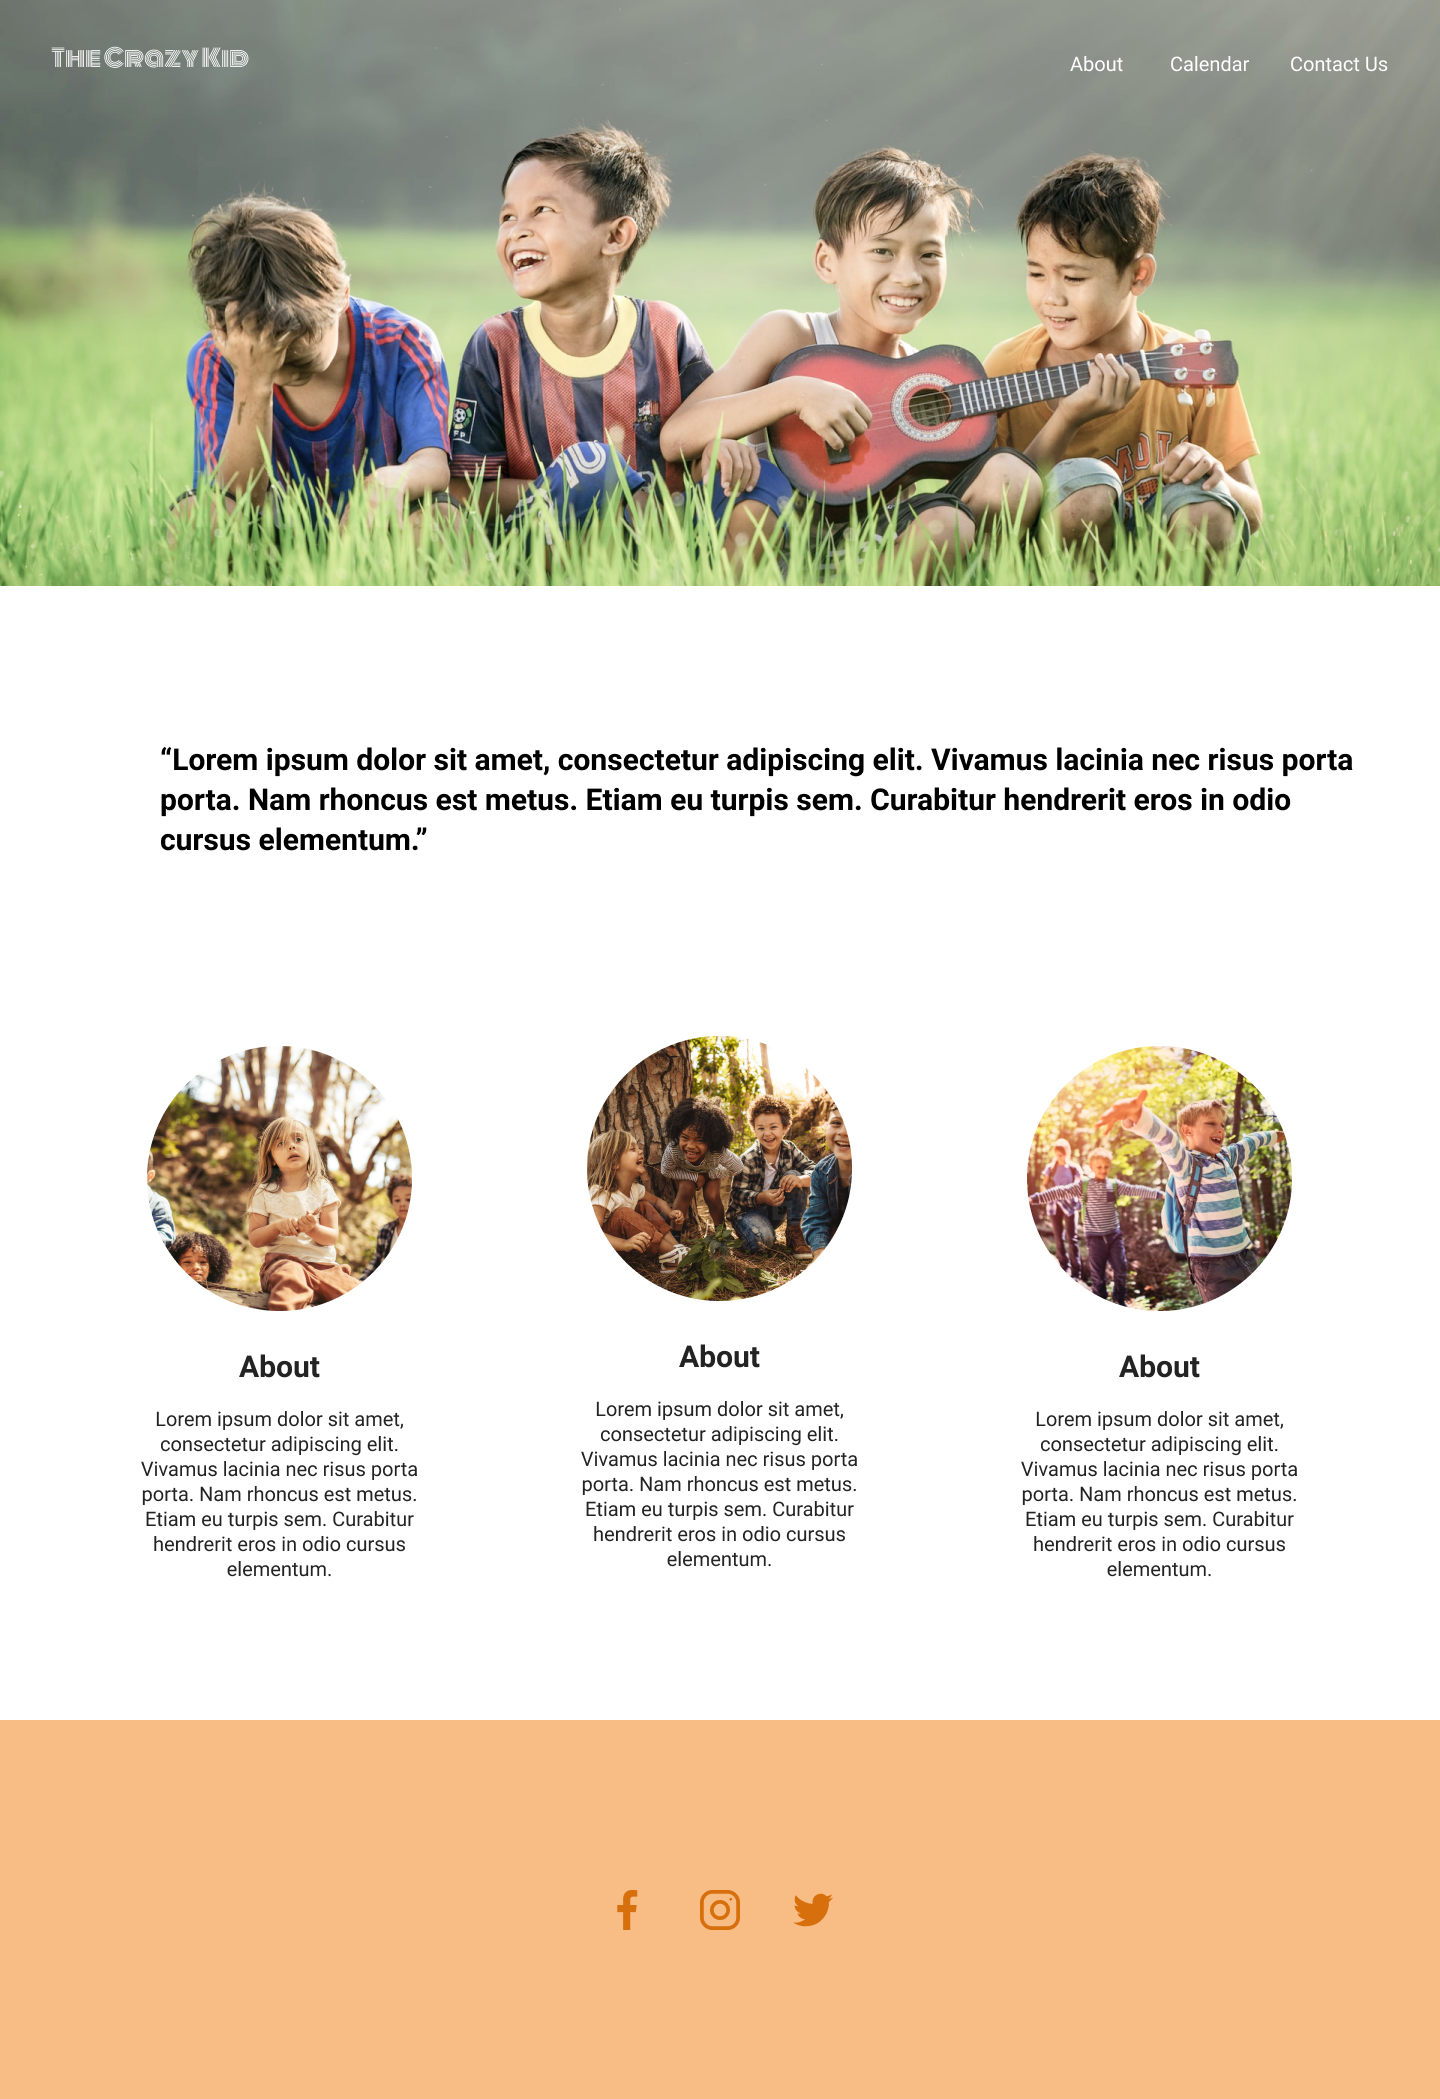 The Crazy Kid
About Calendar Contact Us
“Lorem ipsum dolor sit amet, consectetur adipiscing elit. Vivamus lacinia nec risus porta
porta. Nam rhoncus est metus. Etiam eu turpis sem. Curabitur hendrerit eros in odio
cursus elementum.”
About
Lorem ipsum dolor sit amet,
consectetur adipiscing elit.
Vivamus lacinia nec risus porta
porta. Nam rhoncus est metus.
Etiam eu turpis sem. Curabitur
hendrerit eros in odio cursus
elementum.
About
Lorem ipsum dolor sit amet,
consectetur adipiscing elit.
Vivamus lacinia nec risus porta
porta. Nam rhoncus est metus.
Etiam eu turpis sem. Curabitur
hendrerit eros in odio cursus
elementum.
About
Lorem ipsum dolor sit amet,
consectetur adipiscing elit.
Vivamus lacinia nec risus porta
porta. Nam rhoncus est metus.
Etiam eu turpis sem. Curabitur
hendrerit eros in odio cursus
elementum.